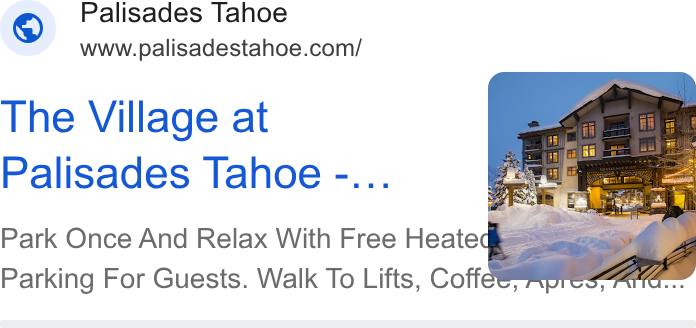 Palisades Tahoe
www.palisadestahoe.com/
The Village at
Palisades Tahoe -...
Park Once And Relax With Free Heated
Parking For Guests. Walk To Lifts, Coffee, Apres, And...